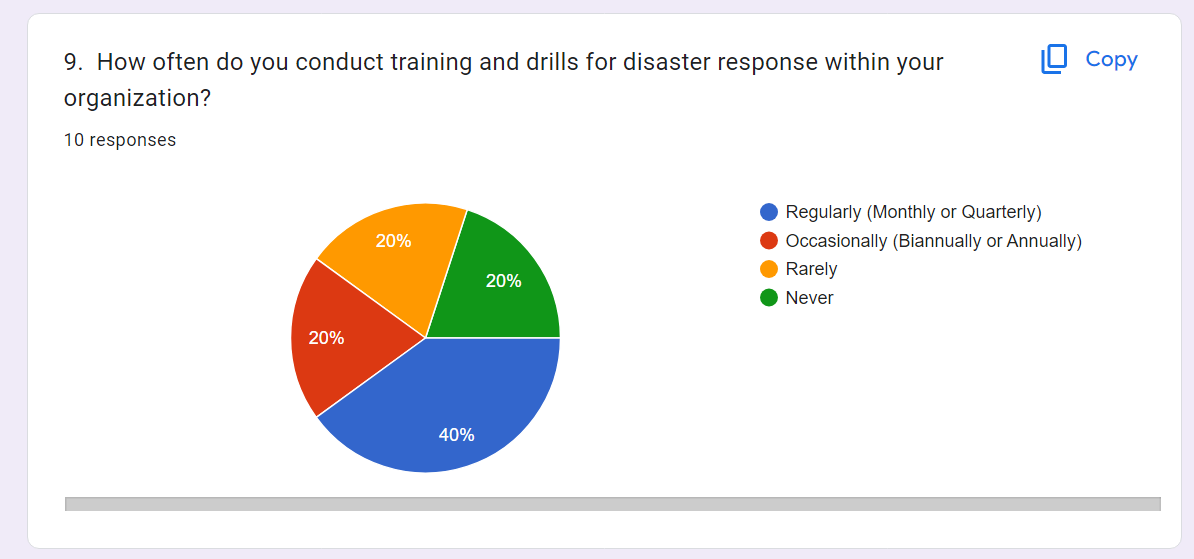 9.  How often do you conduct training and drills for disaster response within your
organization?
Copy
10 responses
Regularly (Monthly or Quarterly)
Occasionally (Biannually or Annually)
Rarely
Never
20%
20%
20%
40%